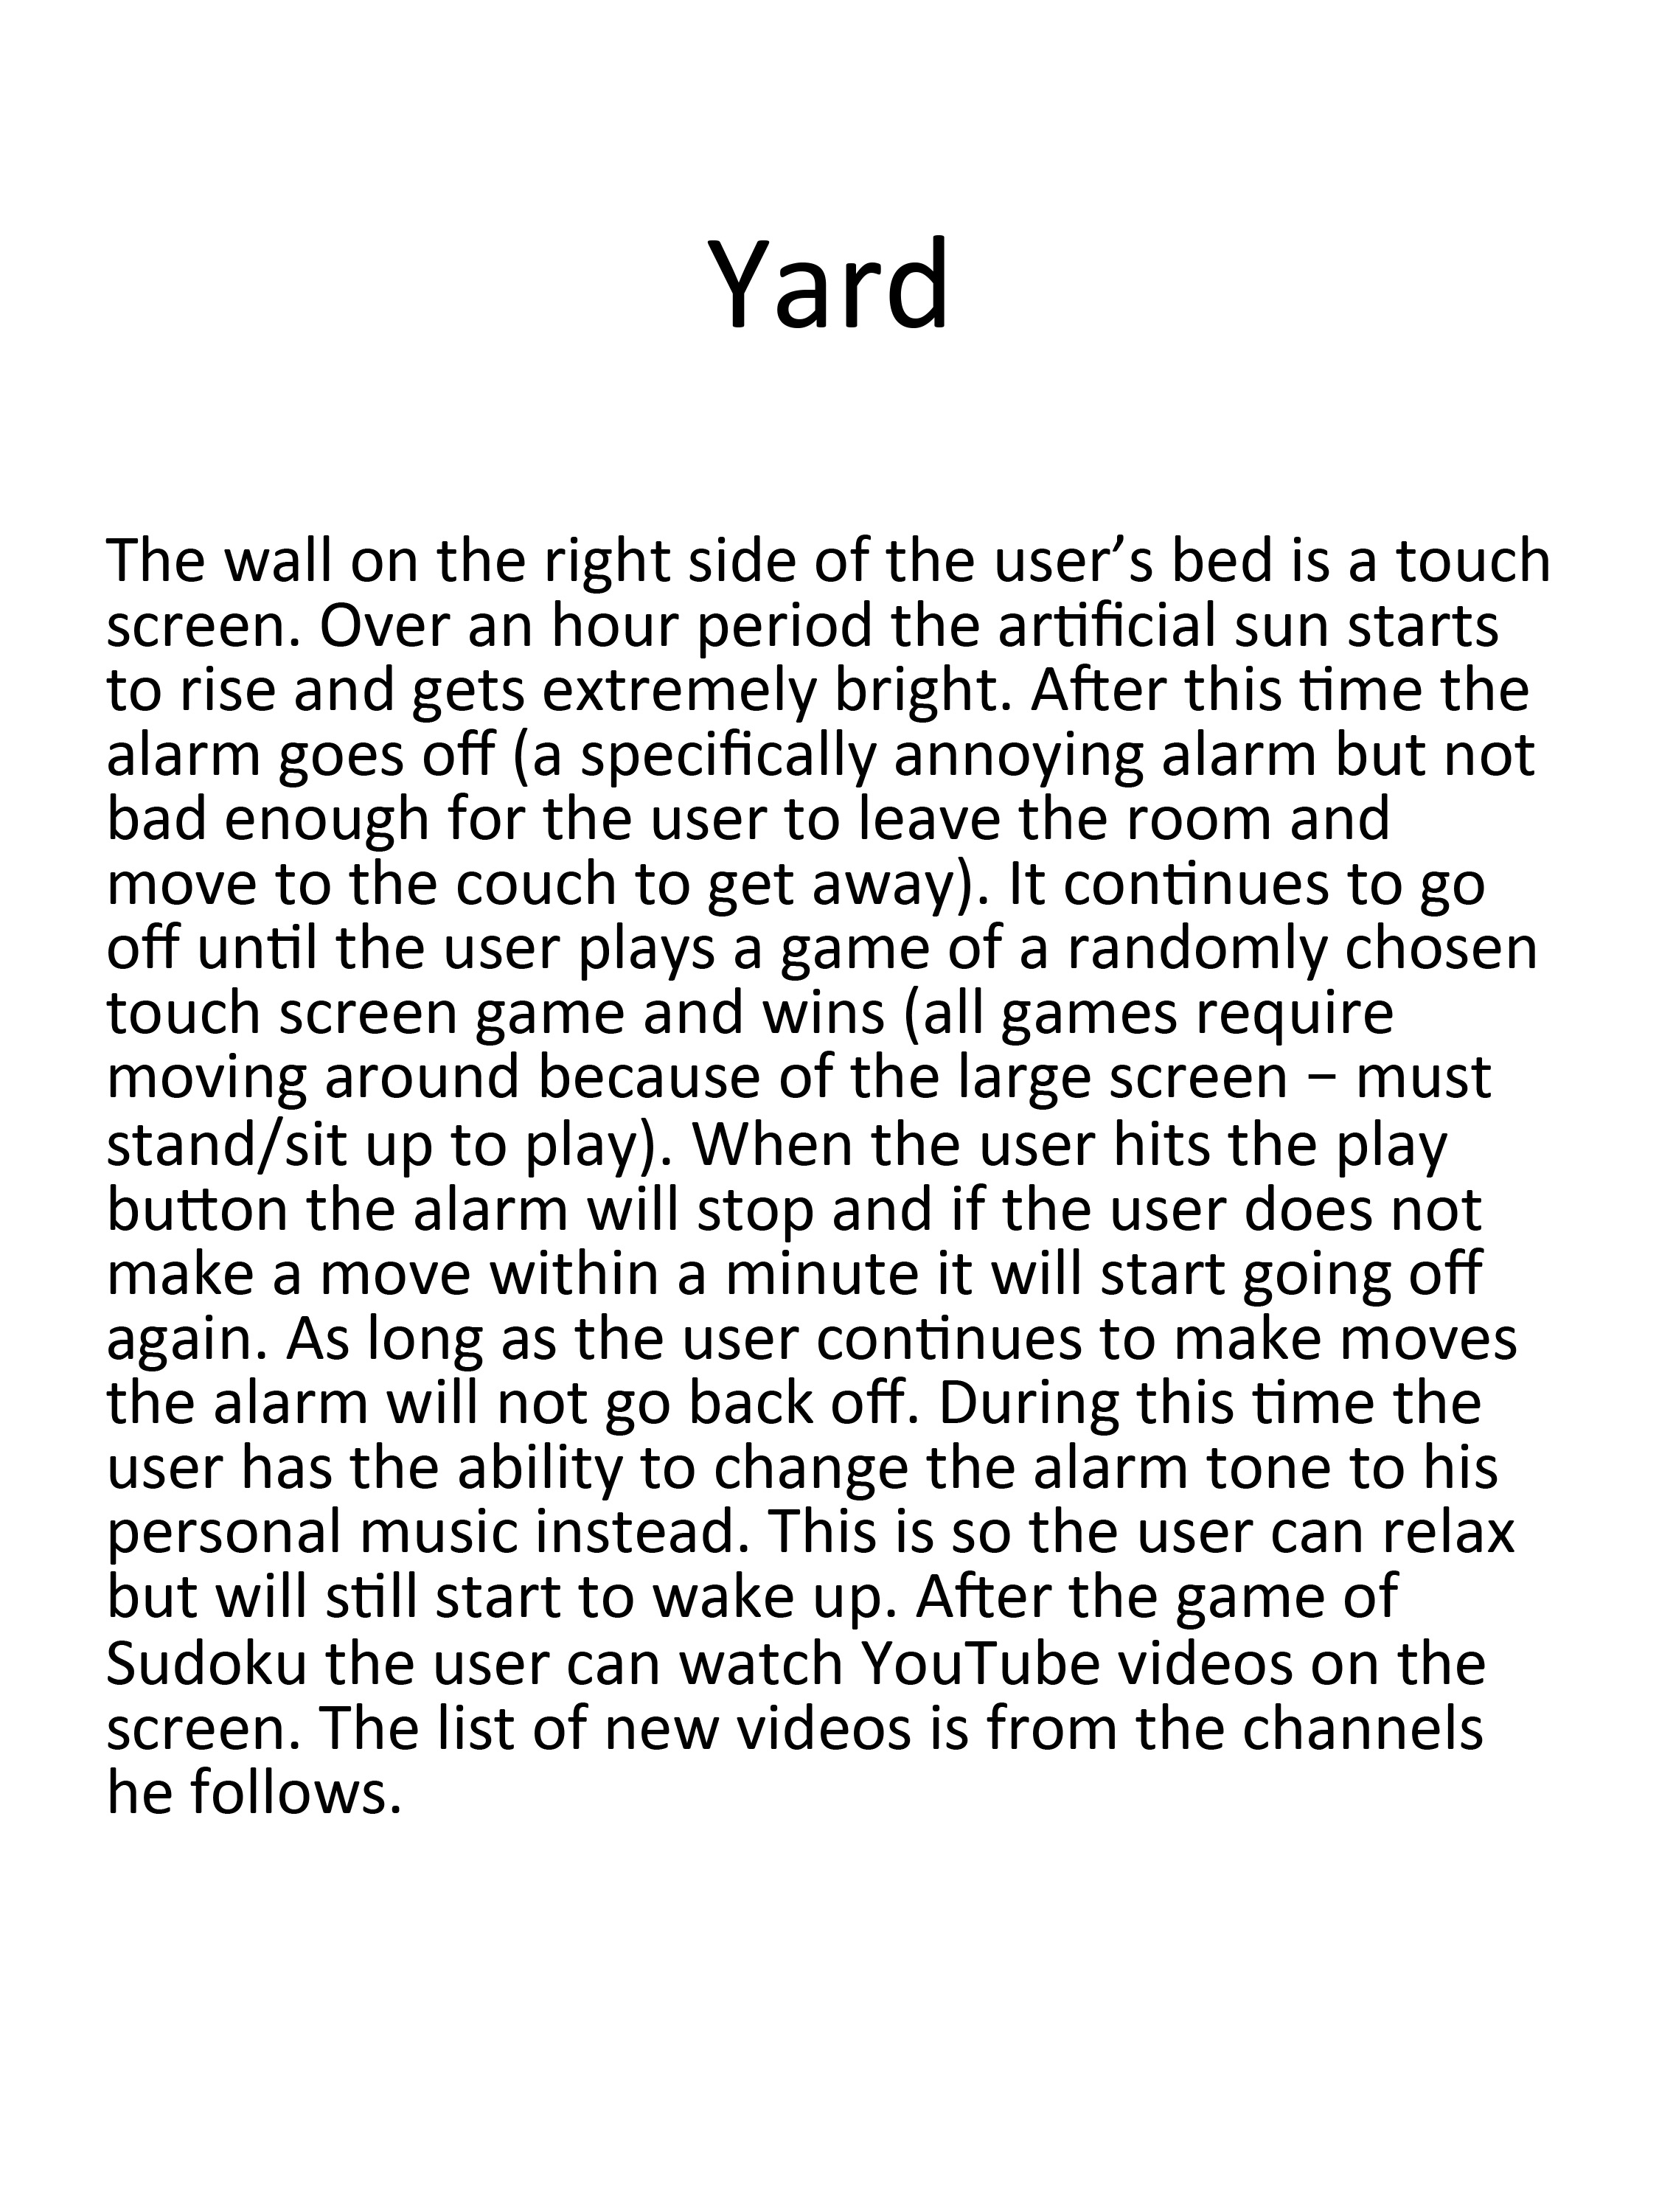 Yard
The wall on the right side of the user’s bed is a touch
screen. Over an hour period the artificial sun starts
to rise and gets extremely bright. After this time the
alarm goes off (a specifically annoying alarm but not
bad enough for the user to leave the room and
move to the couch to get away). It continues to go
off until the user plays a game of a randomly chosen
touch screen game and wins (all games require
moving around because of the large screen – must
stand/sit up to play). When the user hits the play
button the alarm will stop and if the user does not
make a move within a minute it will start going off
again. As long as the user continues to make moves
the alarm will not go back off. During this time the
user has the ability to change the alarm tone to his
personal music instead. This is so the user can relax
but will still start to wake up. After the game of
Sudoku the user can watch YouTube videos on the
screen. The list of new videos is from the channels
he follows.